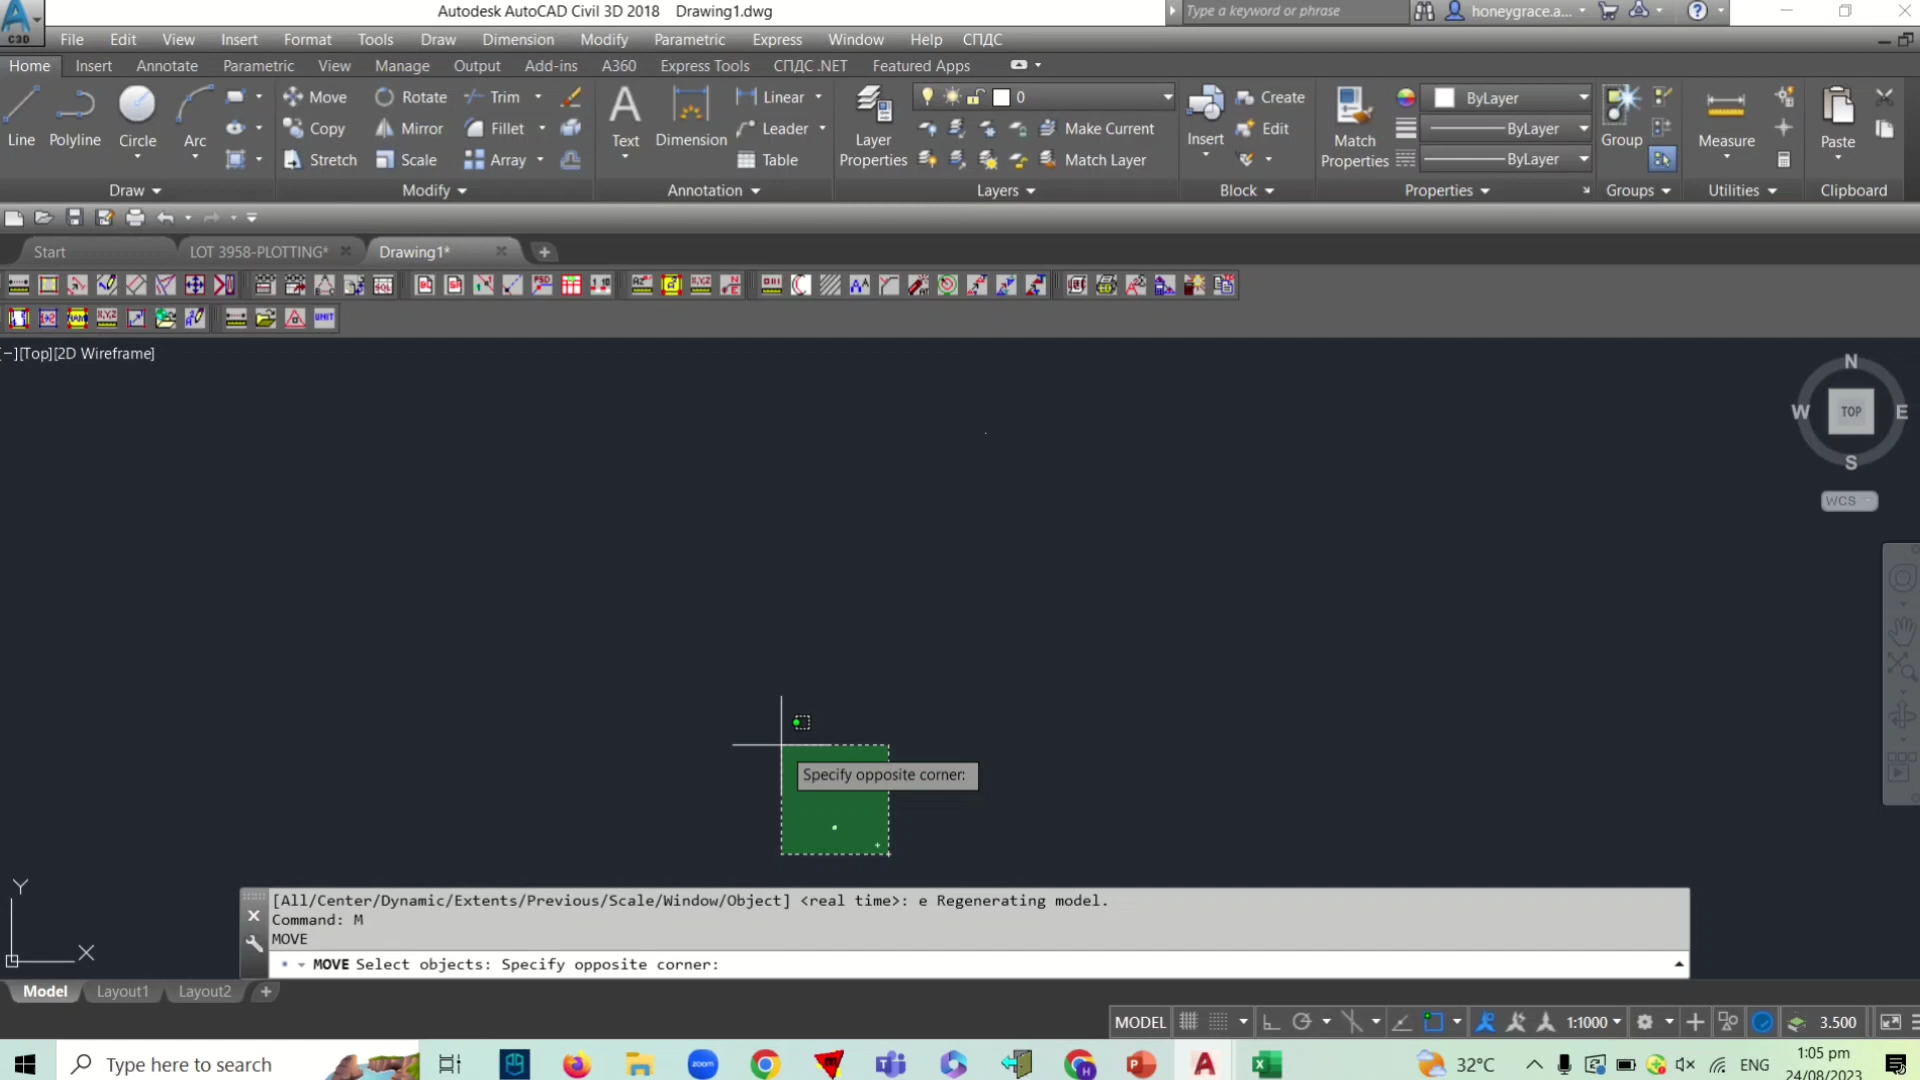 Autodesk AutoCAD Civil 3D 2018 Drawing1.dwg
Type a keyword or phrase
honeygrace.a...
C3D
File Edit View Insert Format Tools Draw Dimension Modify Parametric Express Window Help СПДС
Home Insert Annotate Parametric View Manage Output Add-ins A360 Express Tools СПДС .NET Featured Apps
Line Polyline Circle Arc
Move Rotate Trim
Copy Mirror Fillet
Stretch Scale Array
Text Dimension
Linear
Leader
Table
Layer Properties
0
Make Current
Match Layer
Insert
Create
Edit
Match Properties
ByLayer
ByLayer
ByLayer
Group
Measure
Paste
Draw Modify Annotation Layers Block Properties Groups Utilities Clipboard
Start LOT 3958-PLOTTING* Drawing1*
[−][Top][2D Wireframe]
N
W TOP E
S
WCS
Specify opposite corner:
Y
X
[All/Center/Dynamic/Extents/Previous/Scale/Window/Object] <real time>: e Regenerating model.
Command: M
MOVE
MOVE Select objects: Specify opposite corner:
Model Layout1 Layout2
MODEL 1:1000 3.500
Type here to search
zoom
32°C
ENG
1:05 pm
24/08/2023